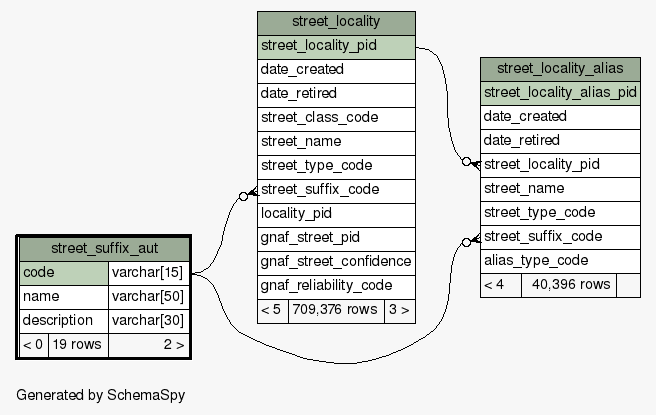 street_locality
street_locality_pid
date_created
date_retired
street_class_code
street_name
street_type_code
street_suffix_code
locality_pid
gnaf_street_pid
gnaf_street_confidence
gnaf_reliability_code
< 5 709,376 rows 3 >
street_locality_alias
street_locality_alias_pid
date_created
date_retired
street_locality_pid
street_name
street_type_code
street_suffix_code
alias_type_code
< 4 40,396 rows
street_suffix_aut
code varchar[15]
name varchar[50]
description varchar[30]
< 0 19 rows 2 >
Generated by SchemaSpy